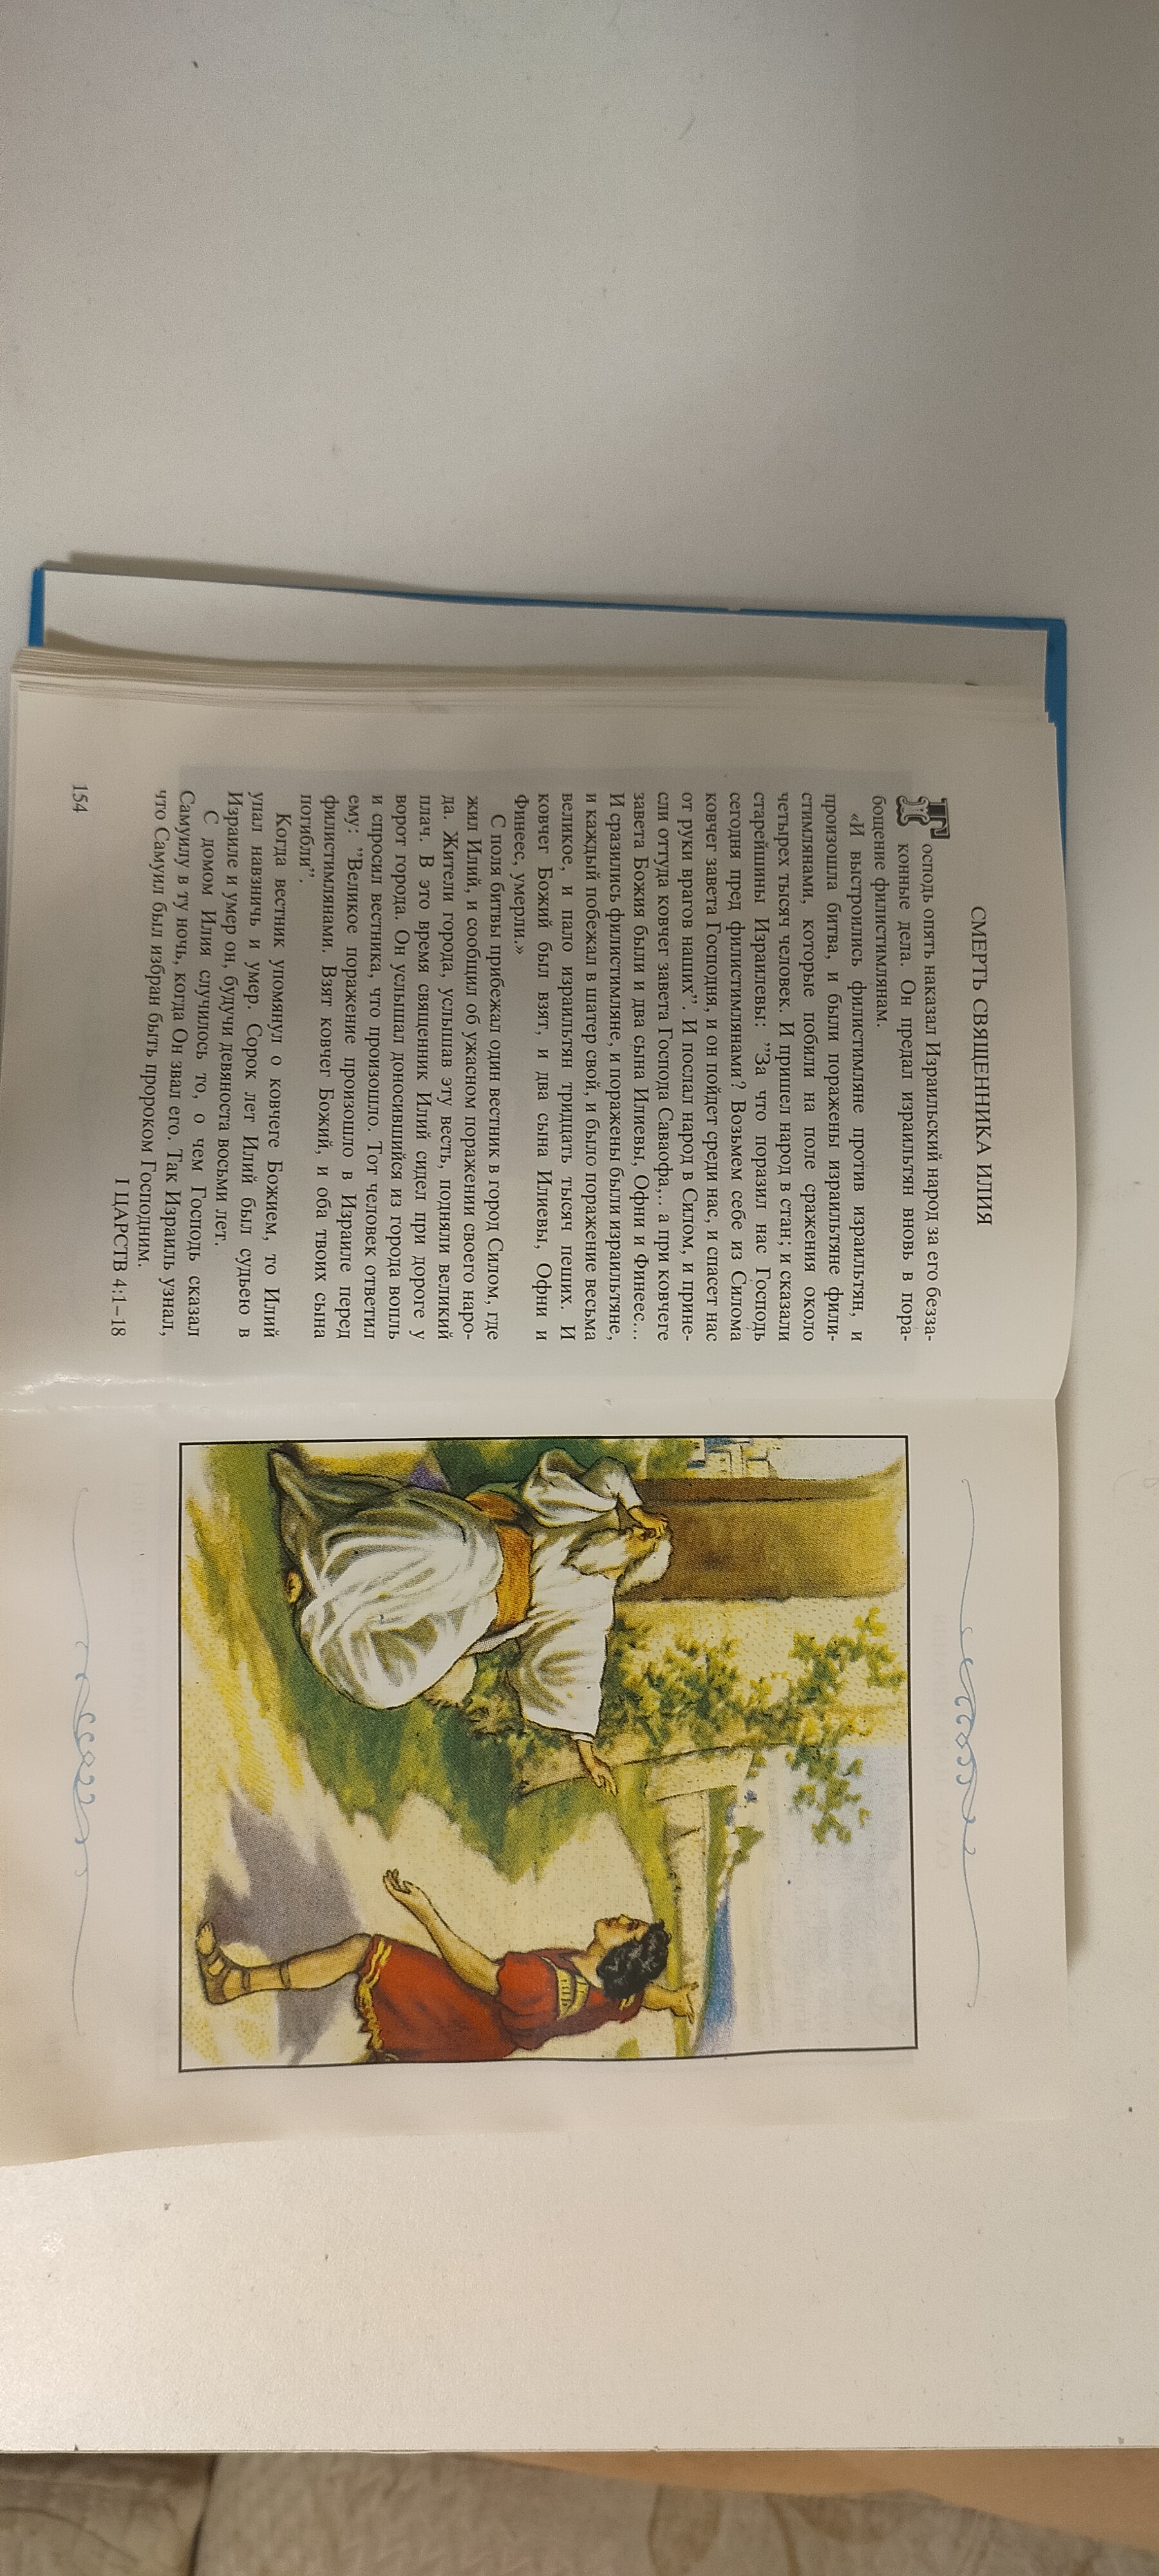 СМЕРТЬ СВЯЩЕННИКА ИЛИЯ
Господь опять наказал Израильский народ за его безза-
конные дела. Он предал израильтян вновь в пора-
бощение филистимлянам.
«И выстроились филистимляне против израильтян, и
произошла битва, и были поражены израильтяне фили-
стимлянами, которые побили на поле сражения около
четырех тысяч человек. И пришел народ в стан; и сказали
старейшины Израилевы: ”За что поразил нас Господь
сегодня пред филистимлянами? Возьмем себе из Силома
ковчег завета Господня, и он пойдет среди нас, и спасет нас
от руки врагов наших”. И послал народ в Силом, и прине-
сли оттуда ковчег завета Господа Саваофа,.. а при ковчеге
завета Божия были и два сына Илиевы, Офни и Финеес...
И сразились филистимляне, и поражены были израильтяне,
и каждый побежал в шатер свой, и было поражение весьма
великое, и пало израильтян тридцать тысяч пеших. И
ковчег Божий был взят, и два сына Илиевы, Офни и
Финеес, умерли.»
С поля битвы прибежал один вестник в город Силом, где
жил Илий, и сообщил об ужасном поражении своего наро-
да. Жители города, услышав эту весть, подняли великий
плач. В это время священник Илий сидел при дороге у
ворот города. Он услышал доносившийся из города вопль
и спросил вестника, что произошло. Тот человек ответил
ему: ”Великое поражение произошло в Израиле перед
филистимлянами. Взят ковчег Божий, и оба твоих сына
погибли”.
Когда вестник упомянул о ковчеге Божием, то Илий
упал навзничь и умер. Сорок лет Илий был судьею в
Израиле и умер он, будучи девяноста восьми лет.
С домом Илия случилось то, о чем Господь сказал
Самуилу в ту ночь, когда Он звал его. Так Израиль узнал,
что Самуил был избран быть пророком Господним.
I ЦАРСТВ 4:1–18
154